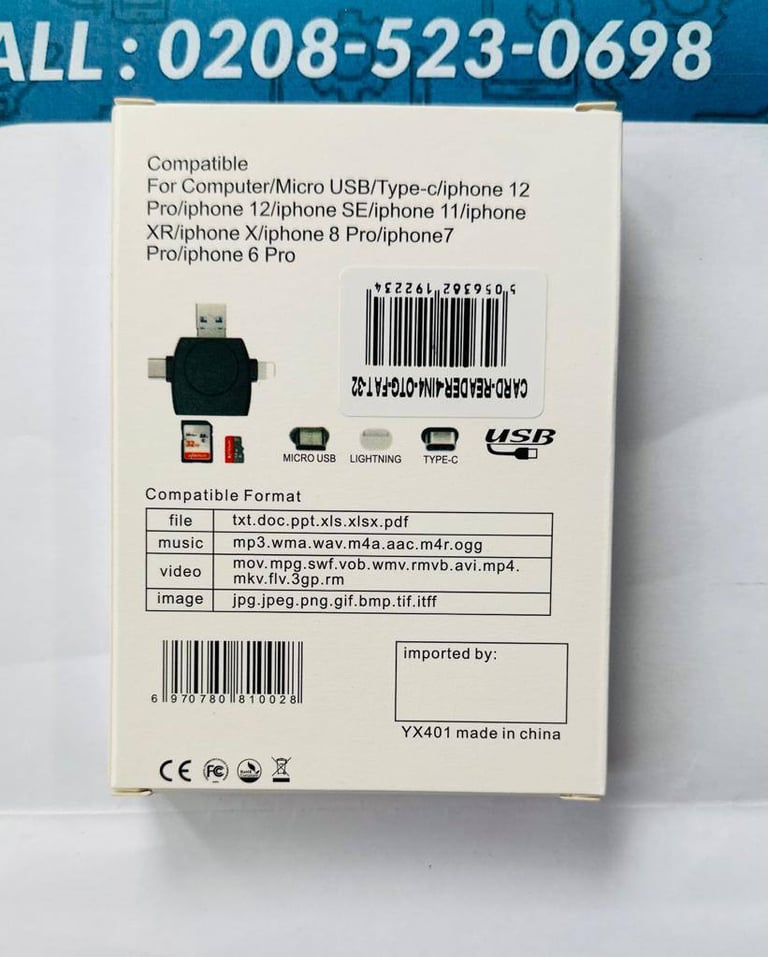 ALL : 0208-523-0698
Compatible
For Computer/Micro USB/Type-c/iphone 12
Pro/iphone 12/iphone SE/iphone 11/iphone
XR/iphone X/iphone 8 Pro/iphone7
Pro/iphone 6 Pro
5 056362 192234
CARD-READER-4IN4-OTG-FAT-32
32
MICRO USB
LIGHTNING
TYPE-C
USB
Compatible Format
file txt.doc.ppt.xls.xlsx.pdf
music mp3.wma.wav.m4a.aac.m4r.ogg
video mov.mpg.swf.vob.wmv.rmvb.avi.mp4.
mkv.flv.3gp.rm
image jpg.jpeg.png.gif.bmp.tif.itff
6 970780 810028
imported by:
YX401 made in china
CE FC RoHS